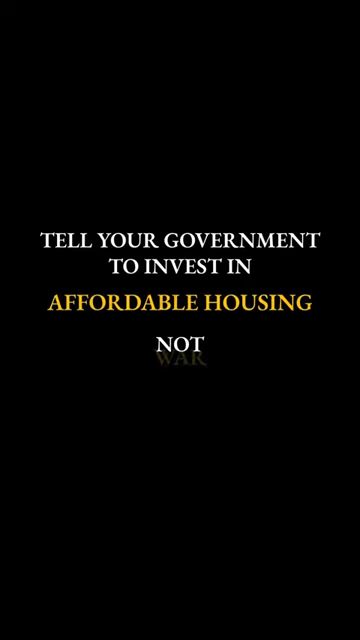 TELL YOUR GOVERNMENT
TO INVEST IN
AFFORDABLE HOUSING
NOT
WAR